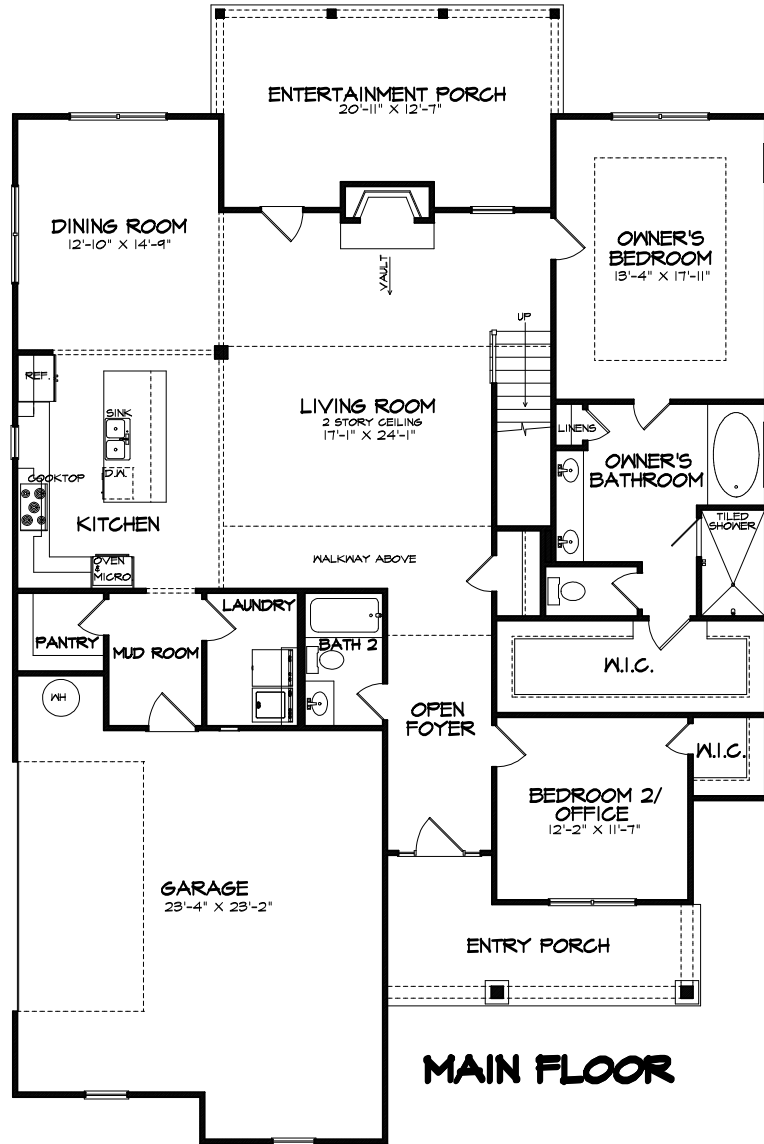 ENTERTAINMENT PORCH
20'-11" X 12'-7"
DINING ROOM
12'-10" X 14'-9"
OWNER'S
BEDROOM
13'-4" X 17'-11"
VAULT
UP
REF.
LIVING ROOM
2 STORY CEILING
17'-1" X 24'-1"
SINK
LINENS
OWNER'S
BATHROOM
D.W.
COOKTOP
KITCHEN
TILED
SHOWER
OVEN
&
MICRO
WALKWAY ABOVE
LAUNDRY
PANTRY
MUD ROOM
BATH 2
W.I.C.
WH
OPEN
FOYER
W.I.C.
BEDROOM 2/
OFFICE
12'-2" X 11'-7"
GARAGE
23'-4" X 23'-2"
ENTRY PORCH
MAIN FLOOR